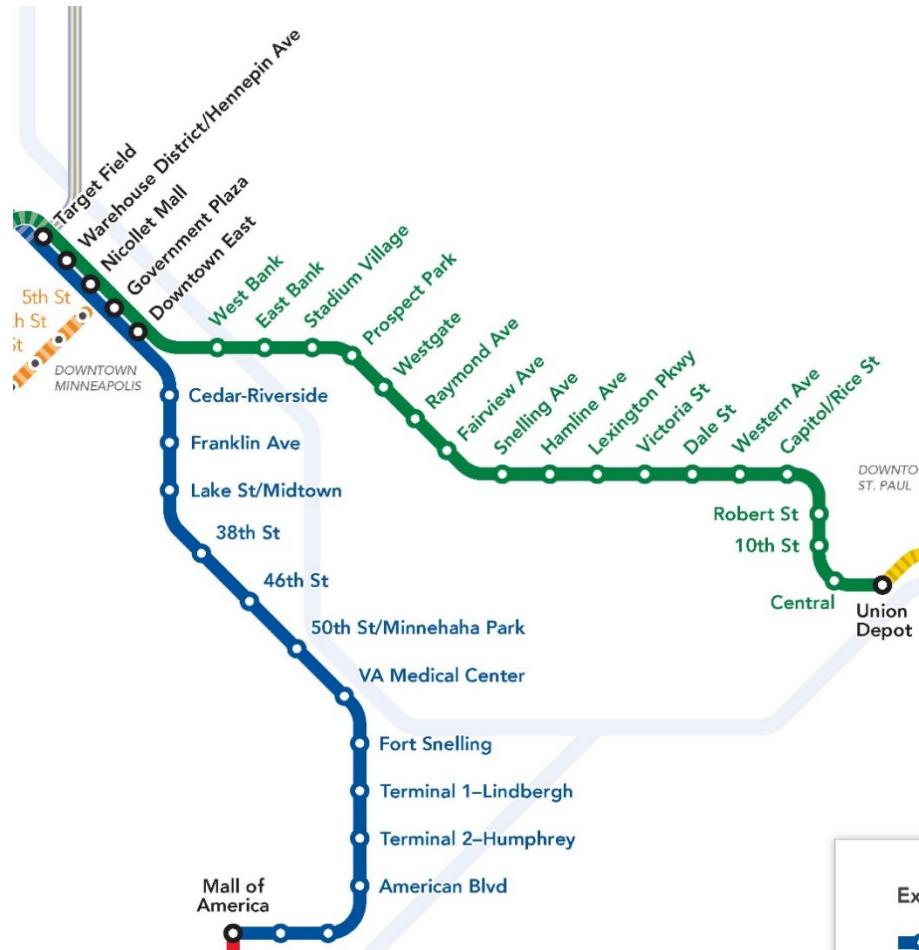 Target Field
Warehouse District/Hennepin Ave
Nicollet Mall
Government Plaza
Downtown East
5th St
DOWNTOWN
MINNEAPOLIS
West Bank
East Bank
Stadium Village
Prospect Park
Westgate
Raymond Ave
Fairview Ave
Snelling Ave
Hamline Ave
Lexington Pkwy
Victoria St
Dale St
Western Ave
Capitol/Rice St
DOWNTO
ST. PAUL
Robert St
10th St
Central
Union
Depot
Cedar-Riverside
Franklin Ave
Lake St/Midtown
38th St
46th St
50th St/Minnehaha Park
VA Medical Center
Fort Snelling
Terminal 1–Lindbergh
Terminal 2–Humphrey
American Blvd
Mall of
America
Ex